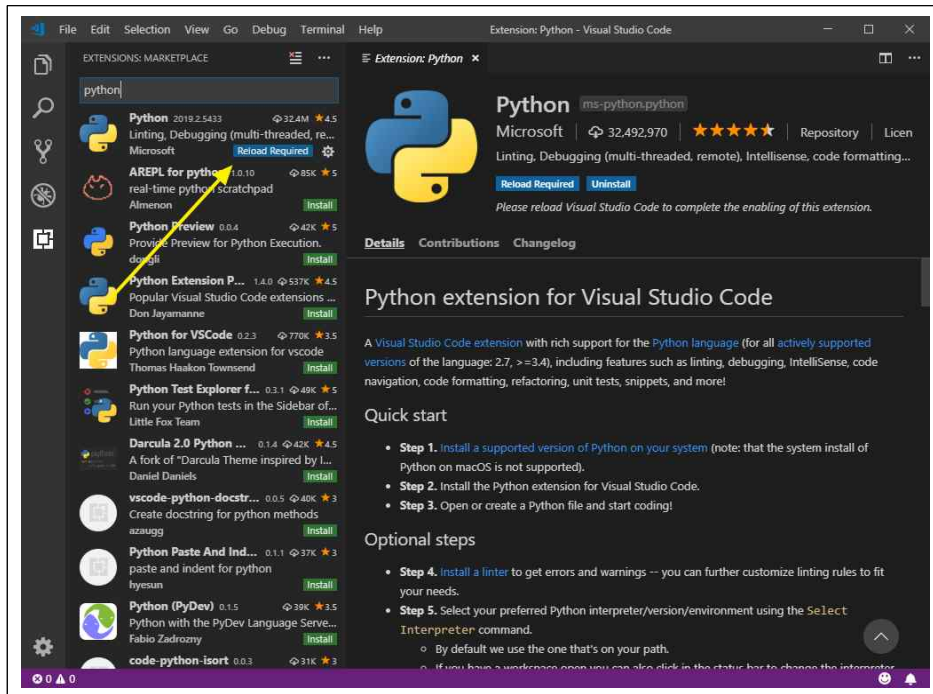 File Edit Selection View Go Debug Terminal Help Extension: Python - Visual Studio Code
EXTENSIONS: MARKETPLACE
python
Python 2019.2.5433 32.4M 4.5
Linting, Debugging (multi-threaded, re...
Microsoft Reload Required
AREPL for python 1.0.10 85K 5
real-time python scratchpad
Almenon Install
Python Preview 0.0.4 42K 5
Provide Preview for Python Execution.
dongli Install
Python Extension P... 1.4.0 537K 4.5
Popular Visual Studio Code extensions ...
Don Jayamanne Install
Python for VSCode 0.2.3 770K 3.5
Python language extension for vscode
Thomas Haakon Townsend Install
Python Test Explorer f... 0.3.1 49K 5
Run your Python tests in the Sidebar of...
Little Fox Team Install
Darcula 2.0 Python ... 0.1.4 42K 4.5
A fork of "Darcula Theme inspired by I...
Daniel Daniels Install
vscode-python-docstr... 0.0.5 40K 3
Create docstring for python methods
azaugg Install
Python Paste And Ind... 0.1.1 37K 3
paste and indent for python
hyesun Install
Python (PyDev) 0.1.5 39K 3.5
Python with the PyDev Language Serve...
Fabio Zadrozny Install
code-python-isort 0.0.3 31K 3
Extension: Python
Python ms-python.python
Microsoft 32,492,970 Repository Licen
Linting, Debugging (multi-threaded, remote), Intellisense, code formatting...
Reload Required Uninstall
Please reload Visual Studio Code to complete the enabling of this extension.
Details Contributions Changelog
Python extension for Visual Studio Code
A Visual Studio Code extension with rich support for the Python language (for all actively supported
versions of the language: 2.7, >=3.4), including features such as linting, debugging, IntelliSense, code
navigation, code formatting, refactoring, unit tests, snippets, and more!
Quick start
• Step 1. Install a supported version of Python on your system (note: that the system install of
Python on macOS is not supported).
• Step 2. Install the Python extension for Visual Studio Code.
• Step 3. Open or create a Python file and start coding!
Optional steps
• Step 4. Install a linter to get errors and warnings -- you can further customize linting rules to fit
your needs.
• Step 5. Select your preferred Python interpreter/version/environment using the Select
Interpreter command.
By default we use the one that's on your path.
If you have a workspace open you can also click in the status bar to change the interpreter
0 0